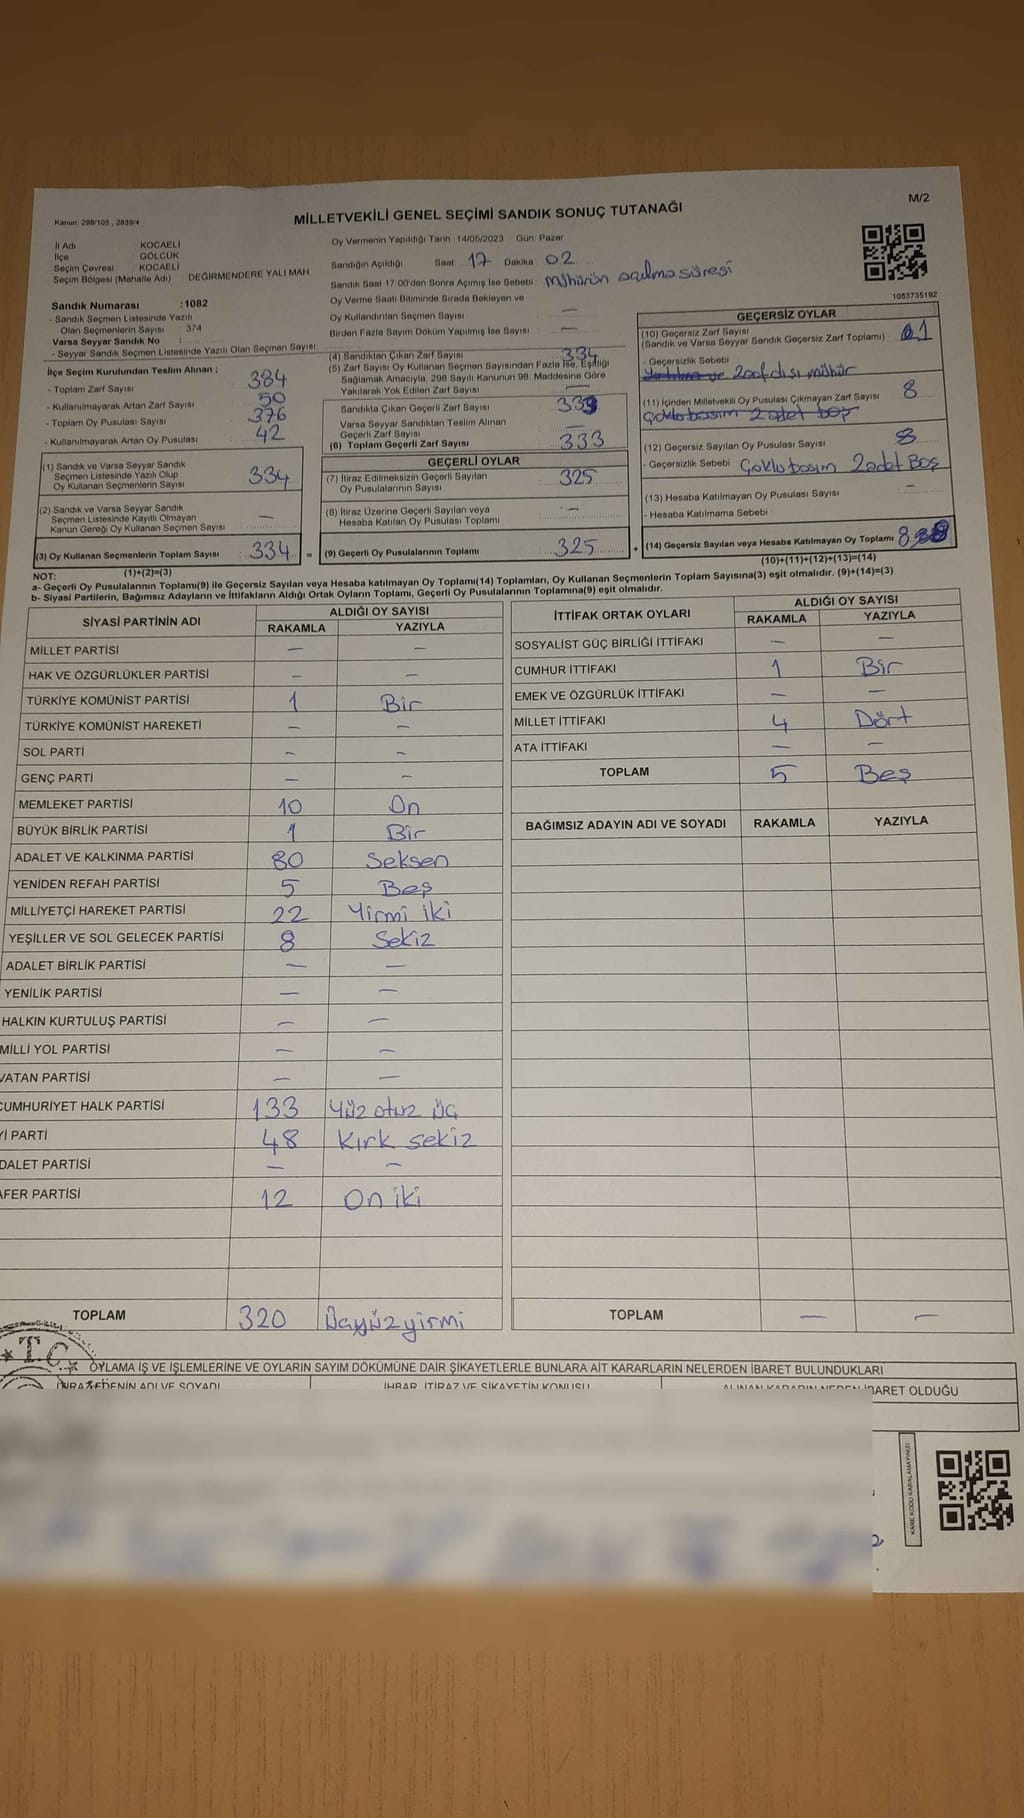 M/2
Kanun: 298/105 , 2839/4
MİLLETVEKİLİ GENEL SEÇİMİ SANDIK SONUÇ TUTANAĞI
İl Adı : KOCAELİ
İlçe : GÖLCÜK
Seçim Çevresi : KOCAELİ
Seçim Bölgesi (Mahalle Adı) : DEĞİRMENDERE YALI MAH
Oy Vermenin Yapıldığı Tarih :14/05/2023 Gün: Pazar
Sandığın Açıldığı Saat: 17 Dakika: 02
Sandık Saat 17.00'den Sonra Açımış İse Sebebi: Mührün açılma süresi
Oy Verme Saati Bitiminde Sırada Bekleyen ve
Oy Kullandırılan Seçmen Sayısı : —
Birden Fazla Sayım Döküm Yapılmış İse Sayısı : —
1083735192
Sandık Numarası :1082
- Sandık Seçmen Listesinde Yazılı
Olan Seçmenlerin Sayısı : 374
Varsa Seyyar Sandık No :
- Seyyar Sandık Seçmen Listesinde Yazılı Olan Seçmen Sayısı:
İlçe Seçim Kurulundan Teslim Alınan ;
- Toplam Zarf Sayısı : 384
- Kullanılmayarak Artan Zarf Sayısı : 50
- Toplam Oy Pusulası Sayısı : 376
- Kullanılmayarak Artan Oy Pusulası : 42
(1) Sandık ve Varsa Seyyar Sandık
Seçmen Listesinde Yazılı Olup
Oy Kullanan Seçmenlerin Sayısı : 334
(2) Sandık ve Varsa Seyyar Sandık
Seçmen Listesinde Kayıtlı Olmayan
Kanun Gereği Oy Kullanan Seçmen Sayısı : —
(3) Oy Kullanan Seçmenlerin Toplam Sayısı : 334 =
(1)+(2)=(3)
(4) Sandıktan Çıkan Zarf Sayısı : 334
(5) Zarf Sayısı Oy Kullanan Seçmen Sayısından Fazla İse, Eşitliği
Sağlamak Amacıyla, 298 Sayılı Kanunun 98. Maddesine Göre
Yakılarak Yok Edilen Zarf Sayısı : —
Sandıkta Çıkan Geçerli Zarf Sayısı : 333
Varsa Seyyar Sandıktan Teslim Alınan
Geçerli Zarf Sayısı : —
(6) Toplam Geçerli Zarf Sayısı : 333
GEÇERLİ OYLAR
(7) İtiraz Edilmeksizin Geçerli Sayılan
Oy Pusulalarının Sayısı : 325
(8) İtiraz Üzerine Geçerli Sayılan veya
Hesaba Katılan Oy Pusulası Toplamı : —
(9) Geçerli Oy Pusulalarının Toplamı : 325 +
GEÇERSİZ OYLAR
(10) Geçersiz Zarf Sayısı
(Sandık ve Varsa Seyyar Sandık Geçersiz Zarf Toplamı) : 1
- Geçersizlik Sebebi
(11) İçinden Milletvekili Oy Pusulası Çıkmayan Zarf Sayısı : 8
Çoklu basım 2 adet boş
(12) Geçersiz Sayılan Oy Pusulası Sayısı : 8
- Geçersizlik Sebebi : Çoklu basım 2 adet Boş
(13) Hesaba Katılmayan Oy Pusulası Sayısı : —
- Hesaba Katılmama Sebebi :
(14) Geçersiz Sayılan veya Hesaba Katılmayan Oy Toplamı :
(10)+(11)+(12)+(13)=(14)
NOT:
a- Geçerli Oy Pusulalarının Toplamı(9) ile Geçersiz Sayılan veya Hesaba katılmayan Oy Toplamı(14) Toplamları, Oy Kullanan Seçmenlerin Toplam Sayısına(3) eşit olmalıdır. (9)+(14)=(3)
b- Siyasi Partilerin, Bağımsız Adayların ve İttifakların Aldığı Ortak Oyların Toplamı, Geçerli Oy Pusulalarının Toplamına(9) eşit olmalıdır.
SİYASİ PARTİNİN ADI
ALDIĞI OY SAYISI
RAKAMLA YAZIYLA
MİLLET PARTİSİ — —
HAK VE ÖZGÜRLÜKLER PARTİSİ — —
TÜRKİYE KOMÜNİST PARTİSİ 1 Bir
TÜRKİYE KOMÜNİST HAREKETİ — —
SOL PARTİ — —
GENÇ PARTİ — —
MEMLEKET PARTİSİ 10 On
BÜYÜK BİRLİK PARTİSİ 1 Bir
ADALET VE KALKINMA PARTİSİ 80 Seksen
YENİDEN REFAH PARTİSİ 5 Beş
MİLLİYETÇİ HAREKET PARTİSİ 22 Yirmi iki
YEŞİLLER VE SOL GELECEK PARTİSİ 8 Sekiz
ADALET BİRLİK PARTİSİ — —
YENİLİK PARTİSİ — —
HALKIN KURTULUŞ PARTİSİ — —
MİLLİ YOL PARTİSİ — —
VATAN PARTİSİ — —
CUMHURİYET HALK PARTİSİ 133 Yüz otuz üç
Yİ PARTİ 48 Kırk sekiz
DALET PARTİSİ — —
AFER PARTİSİ 12 On iki
TOPLAM 320 Üçyüzyirmi
İTTİFAK ORTAK OYLARI
ALDIĞI OY SAYISI
RAKAMLA YAZIYLA
SOSYALİST GÜÇ BİRLİĞİ İTTİFAKI — —
CUMHUR İTTİFAKI 1 Bir
EMEK VE ÖZGÜRLÜK İTTİFAKI — —
MİLLET İTTİFAKI 4 Dört
ATA İTTİFAKI — —
TOPLAM 5 Beş
BAĞIMSIZ ADAYIN ADI VE SOYADI RAKAMLA YAZIYLA
TOPLAM — —
T.C.
OYLAMA İŞ VE İŞLEMLERİNE VE OYLARIN SAYIM DÖKÜMÜNE DAİR ŞİKAYETLERLE BUNLARA AİT KARARLARIN NELERDEN İBARET BULUNDUKLARI
İHBAR, İTİRAZ VE ŞİKAYETİN KONUSU
İBARET OLDUĞU
KARE KODU KARALAMAYINIZ!